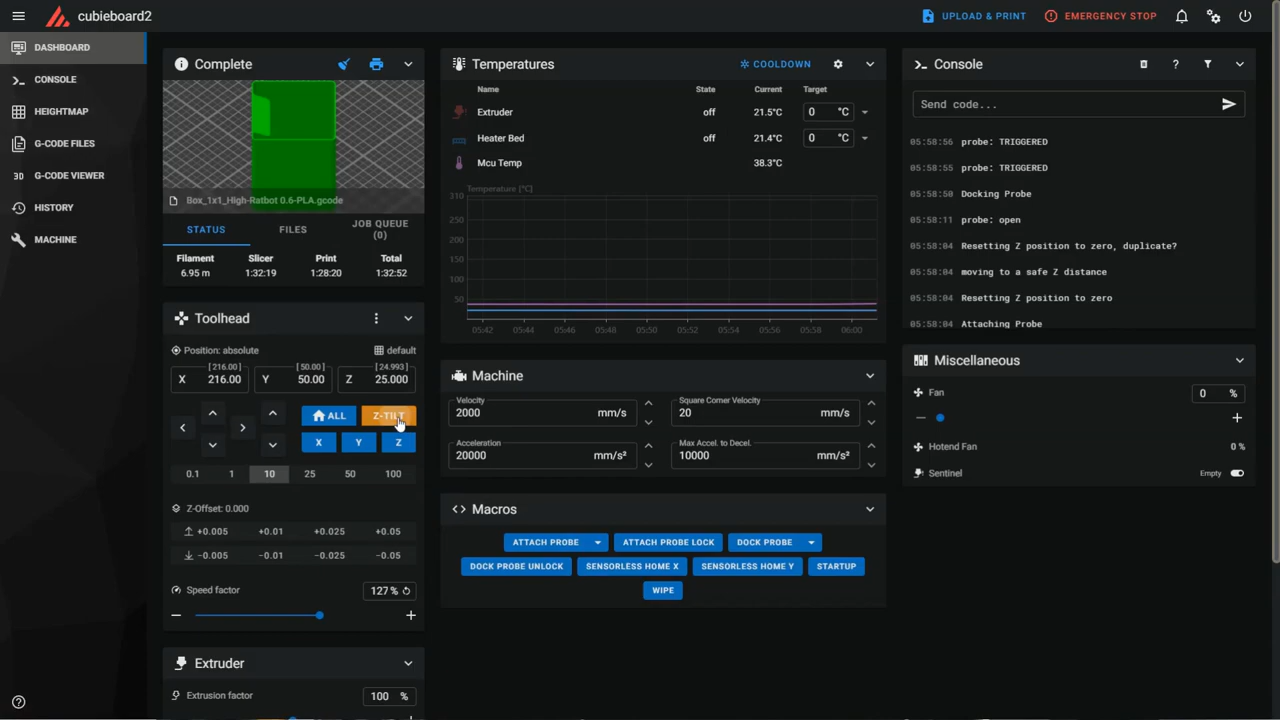 cubieboard2
UPLOAD & PRINT
EMERGENCY STOP
DASHBOARD
CONSOLE
HEIGHTMAP
G-CODE FILES
3D G-CODE VIEWER
HISTORY
MACHINE
Complete
Box_1x1_High-Ratbot 0.6-PLA.gcode
STATUS FILES JOB QUEUE
(0)
Filament Slicer Print Total
6.95 m 1:32:19 1:28:20 1:32:52
Toolhead
Position: absolute default
[216.00] [50.00] [24.993]
X 216.00 Y 50.00 Z 25.000
ALL Z-TILT
X Y Z
0.1 1 10 25 50 100
Z-Offset: 0.000
+0.005 +0.01 +0.025 +0.05
−0.005 −0.01 −0.025 −0.05
Speed factor 127 %
Extruder
Extrusion factor 100 %
Temperatures COOLDOWN
Name State Current Target
Extruder off 21.5°C 0 °C
Heater Bed off 21.4°C 0 °C
Mcu Temp 38.3°C
Temperature [°C]
310
250
200
150
100
50
05:42 05:44 05:46 05:48 05:50 05:52 05:54 05:56 05:58 06:00
Machine
Velocity Square Corner Velocity
2000 mm/s 20 mm/s
Acceleration Max Accel. to Decel.
20000 mm/s² 10000 mm/s²
Macros
ATTACH PROBE ATTACH PROBE LOCK DOCK PROBE
DOCK PROBE UNLOCK SENSORLESS HOME X SENSORLESS HOME Y STARTUP
WIPE
Console
Send code...
05:58:56 probe: TRIGGERED
05:58:55 probe: TRIGGERED
05:58:50 Docking Probe
05:58:11 probe: open
05:58:04 Resetting Z position to zero, duplicate?
05:58:04 moving to a safe Z distance
05:58:04 Resetting Z position to zero
05:58:04 Attaching Probe
Miscellaneous
Fan 0 %
Hotend Fan 0 %
Sentinel Empty